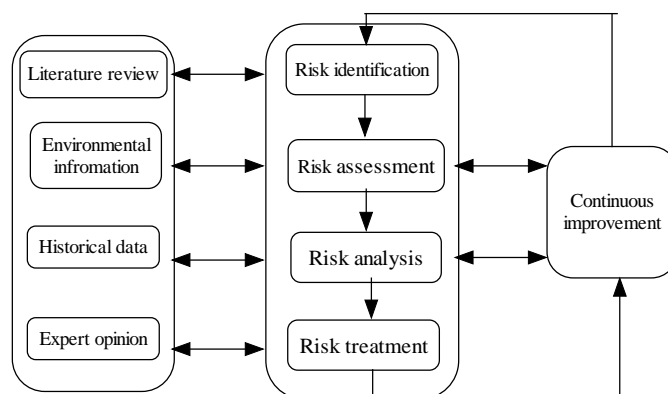 Literature review
Environmental
infromation
Historical data
Expert opinion
Risk identification
Risk assessment
Risk analysis
Risk treatment
Continuous
improvement